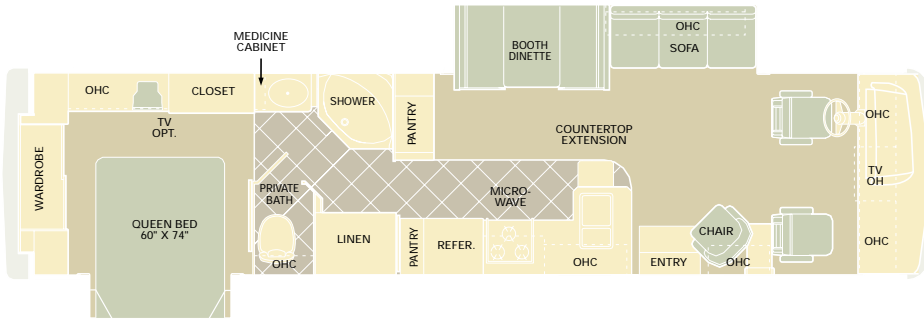 MEDICINE
CABINET
OHC
SOFA
BOOTH
DINETTE
OHC
CLOSET
SHOWER
PANTRY
TV
OPT.
COUNTERTOP
EXTENSION
OHC
WARDROBE
PRIVATE
BATH
MICRO-
WAVE
TV
OH
QUEEN BED
60" X 74"
LINEN
PANTRY
REFER.
CHAIR
OHC
OHC
OHC
ENTRY
OHC